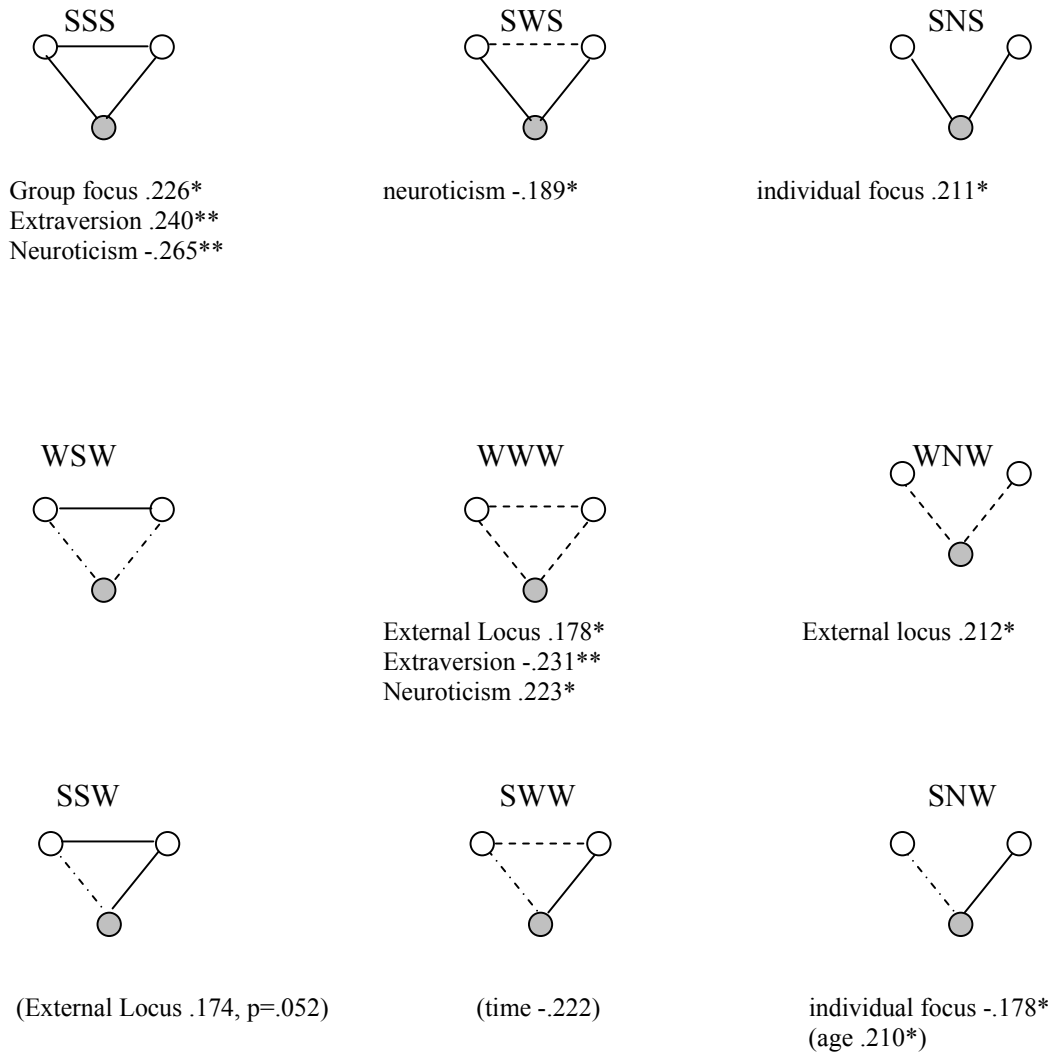 SSS
SWS
SNS
Group focus .226*
Extraversion .240**
Neuroticism -.265**
neuroticism -.189*
individual focus .211*
WSW
WWW
WNW
External Locus .178*
Extraversion -.231**
Neuroticism .223*
External locus .212*
SSW
SWW
SNW
(External Locus .174, p=.052)
(time -.222)
individual focus -.178*
(age .210*)